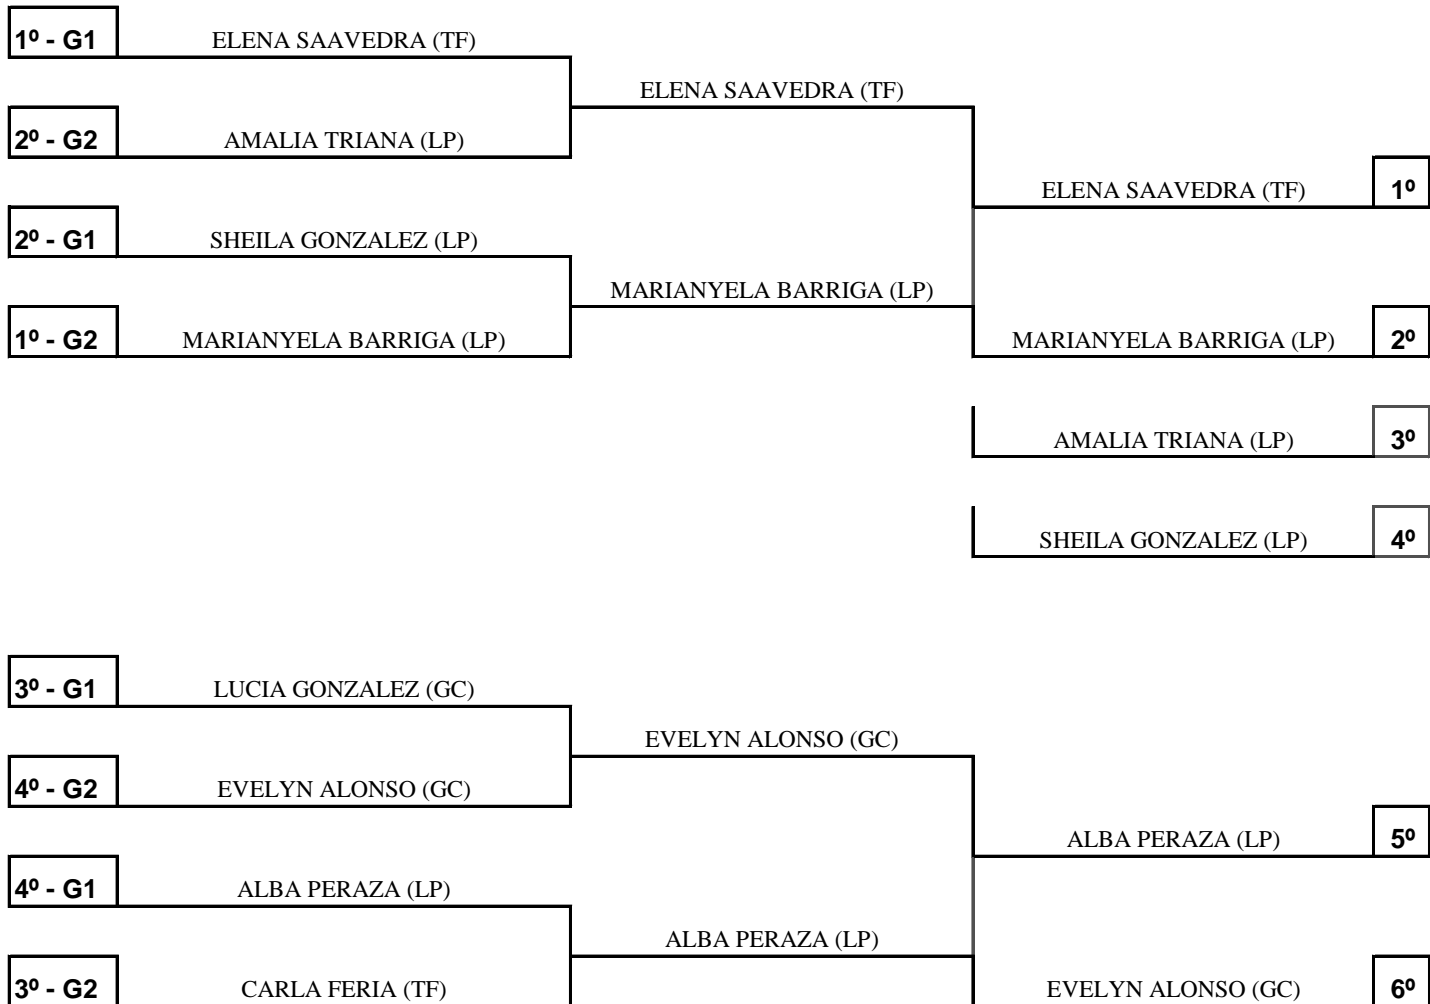 1º - G1 ELENA SAAVEDRA (TF)
ELENA SAAVEDRA (TF)
2º - G2 AMALIA TRIANA (LP)
ELENA SAAVEDRA (TF) 1º
2º - G1 SHEILA GONZALEZ (LP)
MARIANYELA BARRIGA (LP)
1º - G2 MARIANYELA BARRIGA (LP) MARIANYELA BARRIGA (LP) 2º
AMALIA TRIANA (LP) 3º
SHEILA GONZALEZ (LP) 4º
3º - G1 LUCIA GONZALEZ (GC)
EVELYN ALONSO (GC)
4º - G2 EVELYN ALONSO (GC)
ALBA PERAZA (LP) 5º
4º - G1 ALBA PERAZA (LP)
ALBA PERAZA (LP)
3º - G2 CARLA FERIA (TF) EVELYN ALONSO (GC) 6º